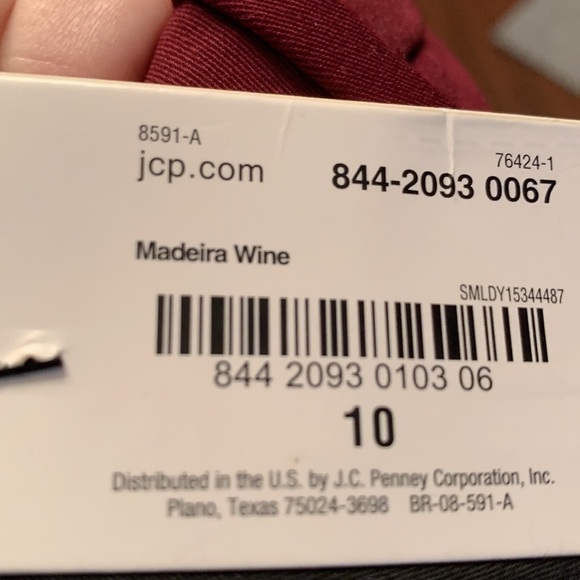 8591-A
jcp.com
76424-1
844-2093 0067
Madeira Wine
SMLDY15344487
844 2093 0103 06
10
Distributed in the U.S. by J.C. Penney Corporation, Inc.
Plano, Texas 75024-3698 BR-08-591-A